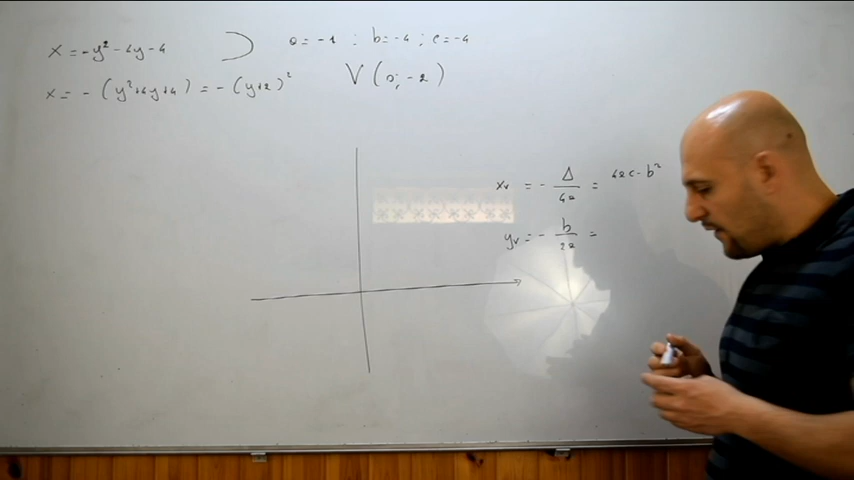 x = -y² - 4y - 4 ⊃ a = -1 ; b = -4 ; c = -4
x = - (y² + 4y + 4) = - (y + 2)² V (0; -2)
xv = - Δ/4a = 4ac - b²
yv = - b/2a =